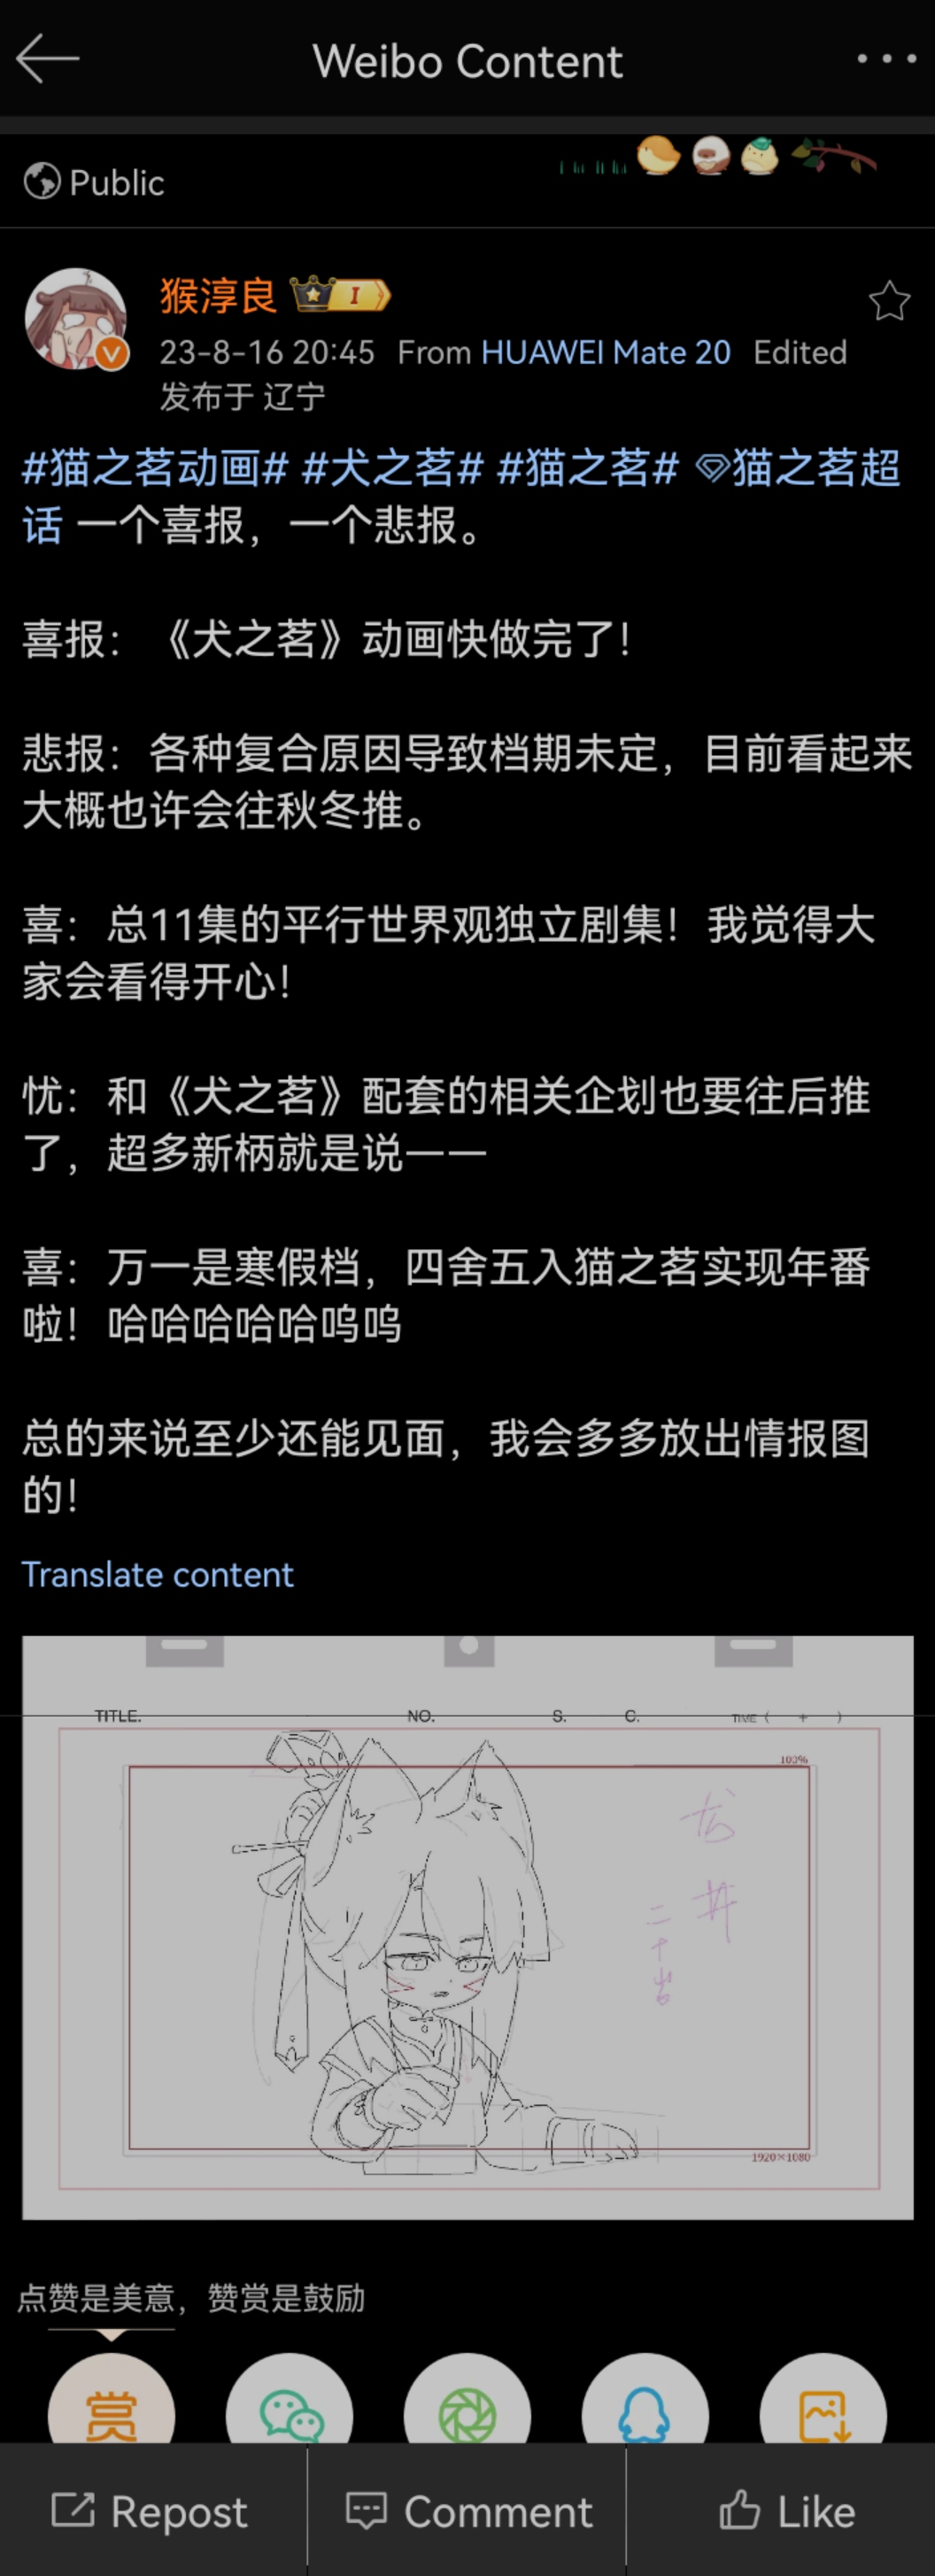 Weibo Content
Public
猴淳良 I
23-8-16 20:45 From HUAWEI Mate 20 Edited
发布于 辽宁
#猫之茗动画# #犬之茗# #猫之茗# 猫之茗超
话 一个喜报，一个悲报。
喜报：《犬之茗》动画快做完了！
悲报：各种复合原因导致档期未定，目前看起来
大概也许会往秋冬推。
喜：总11集的平行世界观独立剧集！我觉得大
家会看得开心！
忧：和《犬之茗》配套的相关企划也要往后推
了，超多新柄就是说——
喜：万一是寒假档，四舍五入猫之茗实现年番
啦！哈哈哈哈哈呜呜
总的来说至少还能见面，我会多多放出情报图
的！
Translate content
TITLE. NO. S. C. TIME ( + )
100%
龙井
二十岁
1920×1080
点赞是美意，赞赏是鼓励
赏
Repost Comment Like